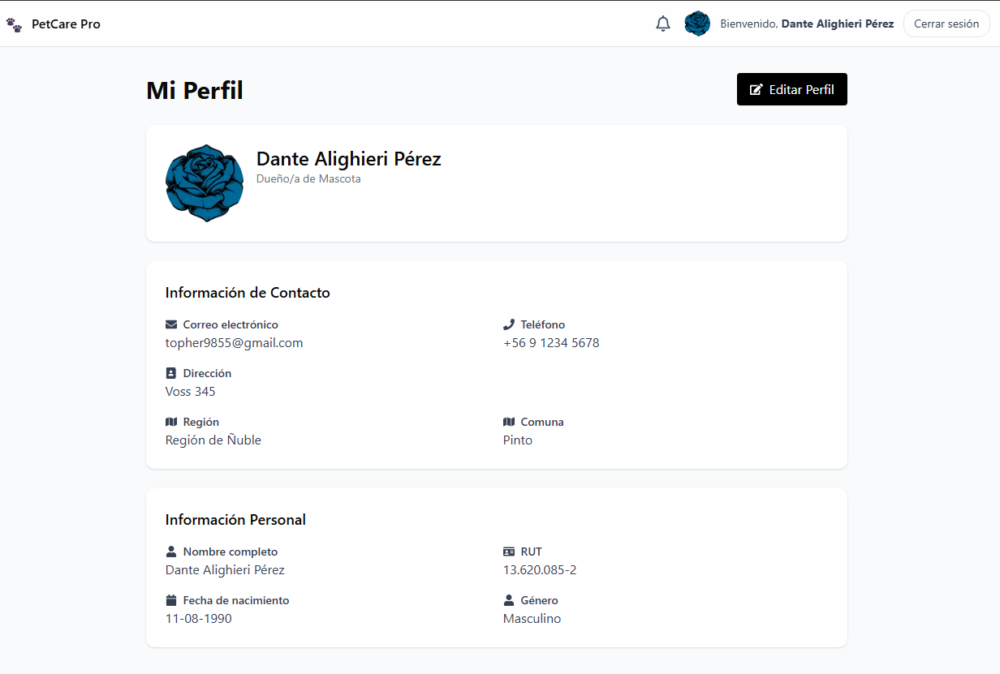 PetCare Pro
Bienvenido, Dante Alighieri Pérez
Cerrar sesión
Mi Perfil
Editar Perfil
Dante Alighieri Pérez
Dueño/a de Mascota
Información de Contacto
Correo electrónico
topher9855@gmail.com
Teléfono
+56 9 1234 5678
Dirección
Voss 345
Región
Región de Ñuble
Comuna
Pinto
Información Personal
Nombre completo
Dante Alighieri Pérez
RUT
13.620.085-2
Fecha de nacimiento
11-08-1990
Género
Masculino